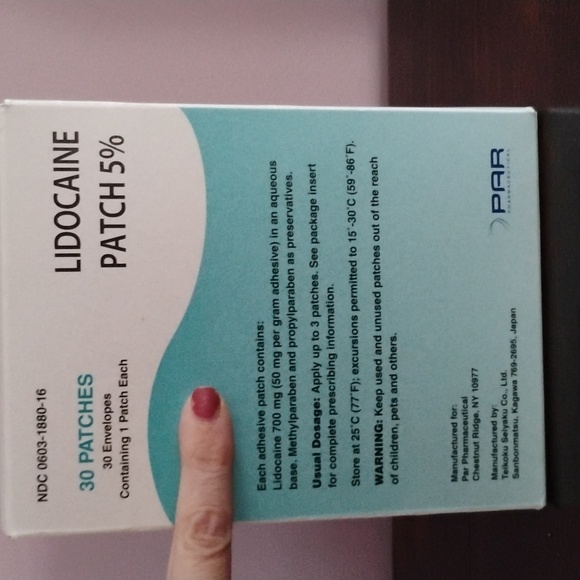 NDC 0603-1880-16
LIDOCAINE
PATCH 5%
30 PATCHES
30 Envelopes
Containing 1 Patch Each
Each adhesive patch contains:
Lidocaine 700 mg (50 mg per gram adhesive) in an aqueous
base. Methylparaben and propylparaben as preservatives.
Usual Dosage: Apply up to 3 patches. See package insert
for complete prescribing information.
Store at 25°C (77°F); excursions permitted to 15°-30°C (59°-86°F).
WARNING: Keep used and unused patches out of the reach
of children, pets and others.
Manufactured for:
Par Pharmaceutical
Chestnut Ridge, NY 10977
Manufactured by:
Teikoku Seiyaku Co., Ltd.
Sanbonmatsu, Kagawa 769-2695, Japan
PAR
PHARMACEUTICAL